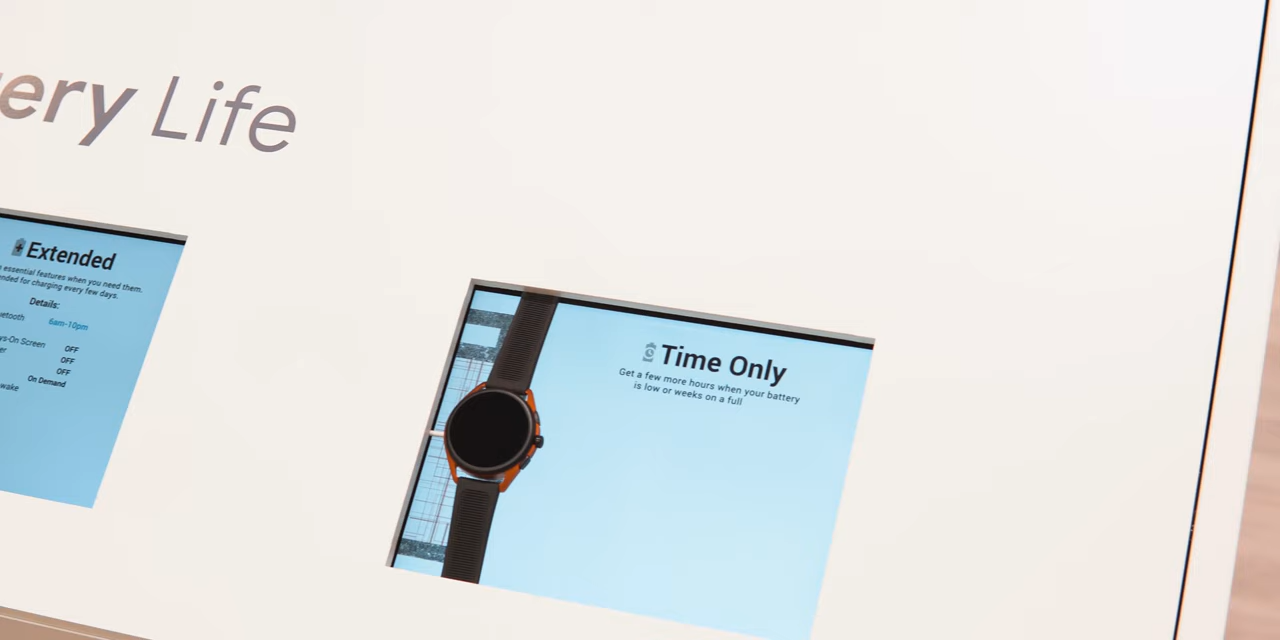 ery Life
Extended
essential features when you need them.
ended for charging every few days.
Details:
etooth 6am-10pm
ys-On Screen OFF
er OFF
OFF
wake On Demand
Time Only
Get a few more hours when your battery
is low or weeks on a full